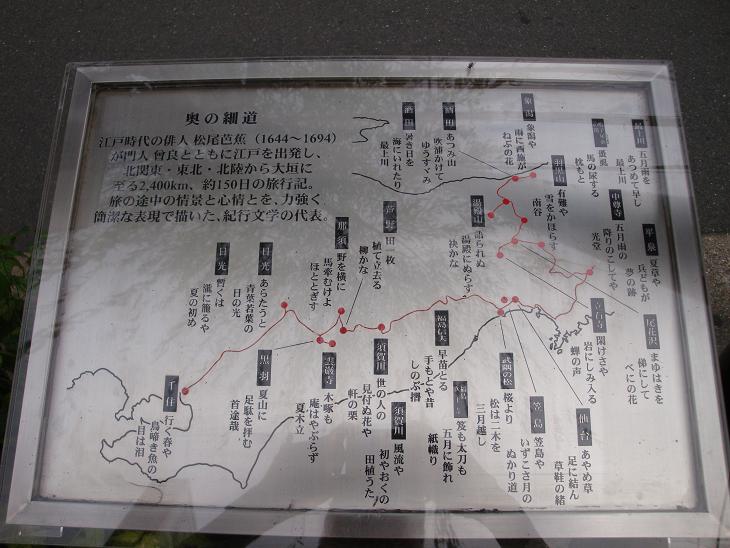 奥の細道
江戸時代の俳人 松尾芭蕉（1644〜1694）
が門人 曾良とともに江戸を出発し、
北関東・東北・北陸から大垣に
至る2,400km、約150日の旅行記。
旅の途中の情景と心情とを、力強く
簡潔な表現で描いた、紀行文学の代表。
最上川
五月雨を
あつめて早し
最上川
蚤虱
馬の尿する
枕もと
象潟
象潟や
雨に西施が
ねぶの花
酒田
あつみ山
吹浦かけて
ゆうすゞみ
酒田
暑き日を
海にいれたり
最上川
平泉
夏草や
兵どもが
夢の跡
中尊寺
五月雨の
降りのこしてや
光堂
羽黒山
有難や
雪をかほらす
南谷
湯殿山
語られぬ
湯殿にぬらす
袂かな
芦野
田一枚
植て立去る
柳かな
那須
野を横に
馬牽むけよ
ほととぎす
日光
あらたうと
青葉若葉の
日の光
日光
暫くは
瀧に籠るや
夏の初め
尾花沢
まゆはきを
俤にして
べにの花
立石寺
閑けさや
岩にしみ入る
蝉の声
仙台
あやめ草
足に結ん
草鞋の緒
笠島
笠島や
いずこさ月の
ぬかり道
武隈の松
桜より
松は二木を
三月越し
福島信夫
早苗とる
手もとや昔
しのぶ摺
笈も太刀も
五月に飾れ
紙幟り
須賀川
風流や
初やおくの
田植うた
須賀川
世の人の
見付ぬ花や
軒の栗
雲巌寺
木啄も
庵はやぶらず
夏木立
黒羽
夏山に
足駄を拝む
首途哉
千住
行く春や
鳥啼き魚の
目は泪